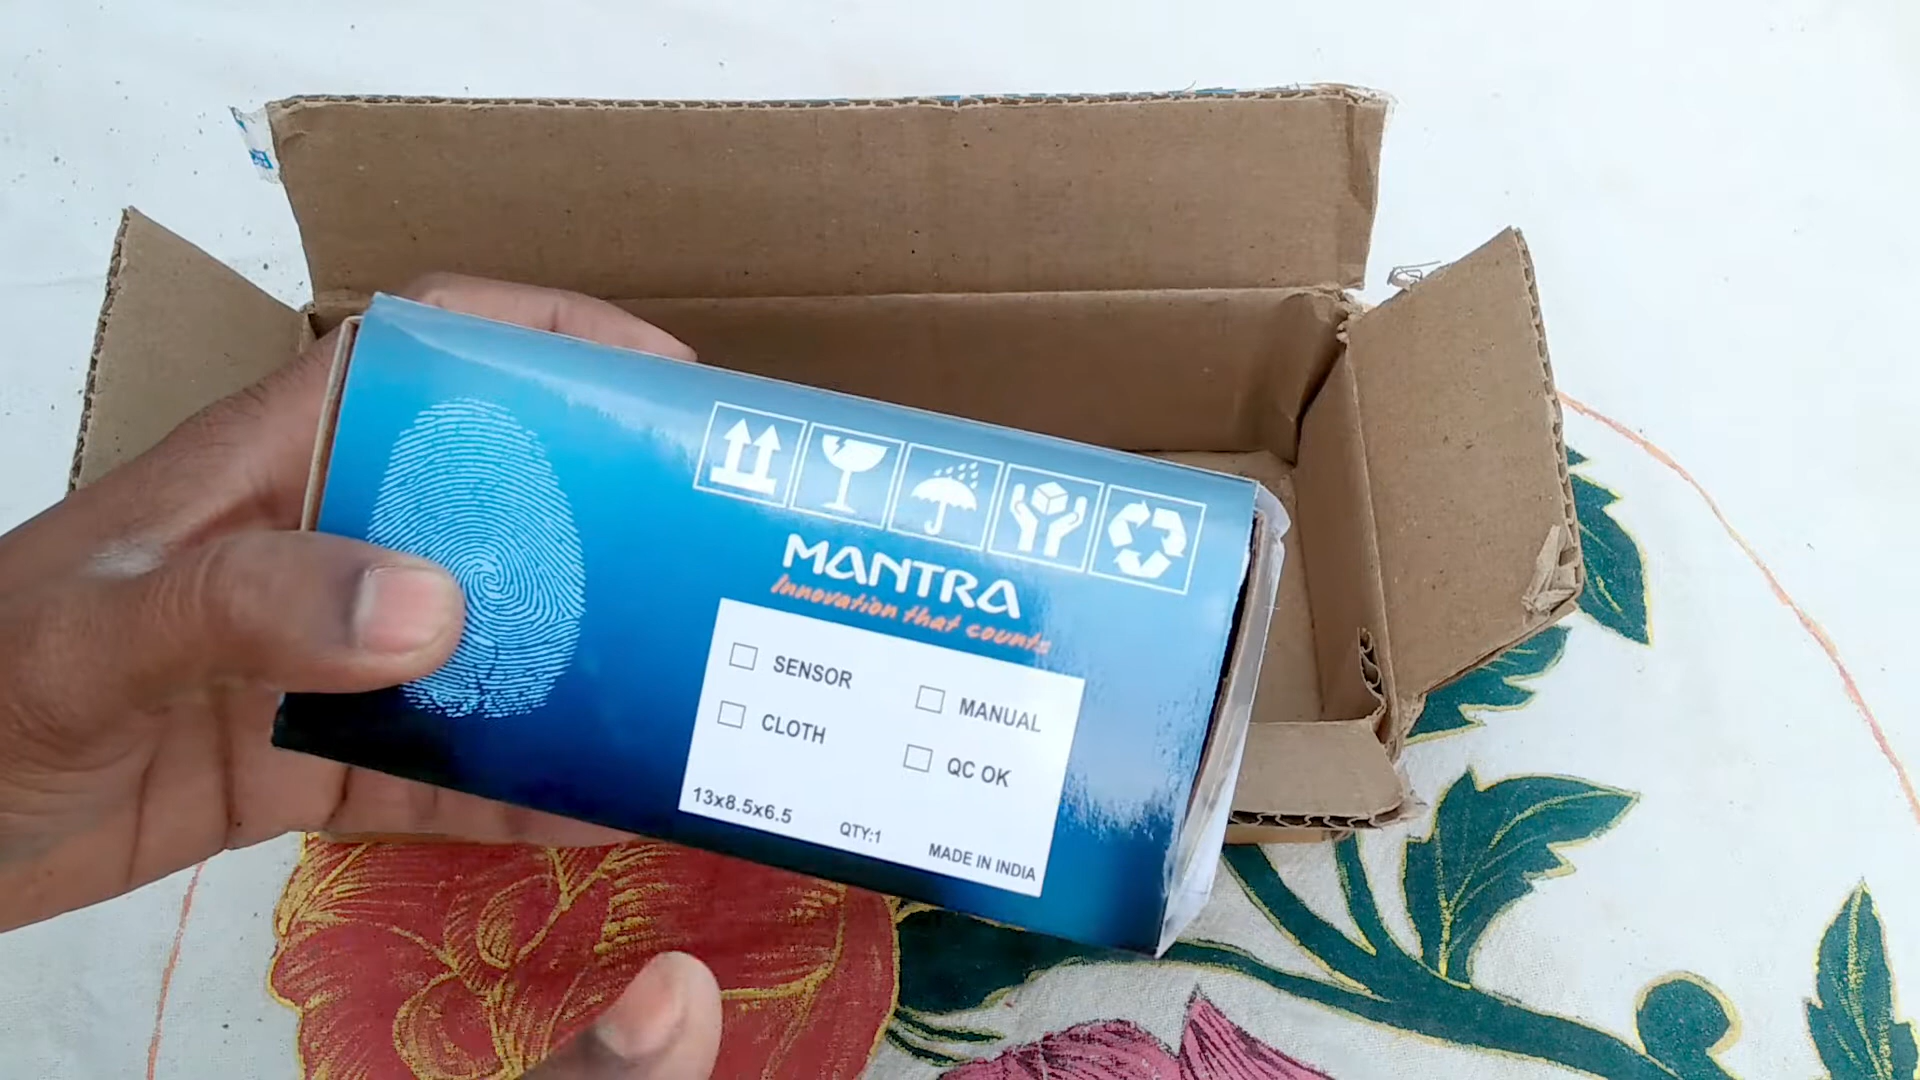 MANTRA
Innovation that counts
SENSOR
MANUAL
CLOTH
QC OK
13x8.5x6.5
QTY:1
MADE IN INDIA